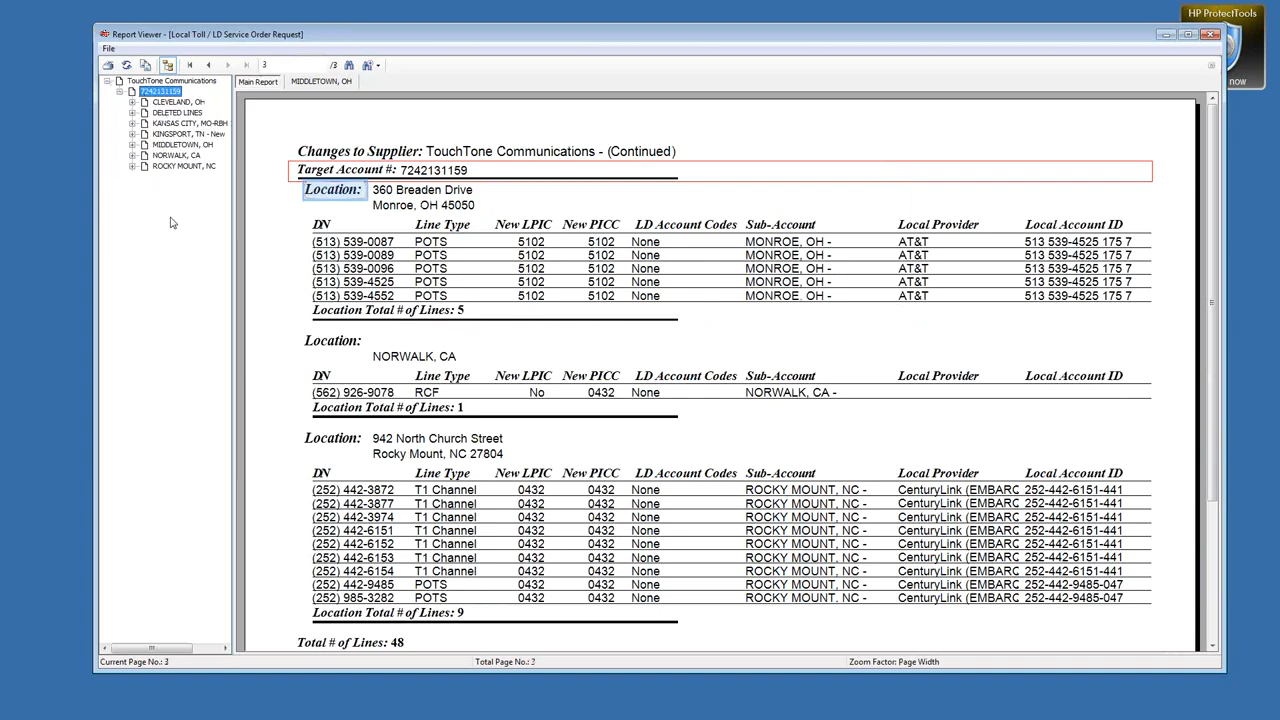 HP ProtectTools
now
Report Viewer - [Local Toll / LD Service Order Request]
File
3 /3
TouchTone Communications
7242131159
CLEVELAND, OH
DELETED LINES
KANSAS CITY, MO-RBH
KINGSPORT, TN - New
MIDDLETOWN, OH
NORWALK, CA
ROCKY MOUNT, NC
Main Report MIDDLETOWN, OH
Changes to Supplier: TouchTone Communications - (Continued)
Target Account #: 7242131159
Location: 360 Breaden Drive
Monroe, OH 45050
DN Line Type New LPIC New PICC LD Account Codes Sub-Account Local Provider Local Account ID
(513) 539-0087 POTS 5102 5102 None MONROE, OH - AT&T 513 539-4525 175 7
(513) 539-0089 POTS 5102 5102 None MONROE, OH - AT&T 513 539-4525 175 7
(513) 539-0096 POTS 5102 5102 None MONROE, OH - AT&T 513 539-4525 175 7
(513) 539-4525 POTS 5102 5102 None MONROE, OH - AT&T 513 539-4525 175 7
(513) 539-4552 POTS 5102 5102 None MONROE, OH - AT&T 513 539-4525 175 7
Location Total # of Lines: 5
Location:
NORWALK, CA
DN Line Type New LPIC New PICC LD Account Codes Sub-Account Local Provider Local Account ID
(562) 926-9078 RCF No 0432 None NORWALK, CA -
Location Total # of Lines: 1
Location: 942 North Church Street
Rocky Mount, NC 27804
DN Line Type New LPIC New PICC LD Account Codes Sub-Account Local Provider Local Account ID
(252) 442-3872 T1 Channel 0432 0432 None ROCKY MOUNT, NC - CenturyLink (EMBARC 252-442-6151-441
(252) 442-3877 T1 Channel 0432 0432 None ROCKY MOUNT, NC - CenturyLink (EMBARC 252-442-6151-441
(252) 442-3974 T1 Channel 0432 0432 None ROCKY MOUNT, NC - CenturyLink (EMBARC 252-442-6151-441
(252) 442-6151 T1 Channel 0432 0432 None ROCKY MOUNT, NC - CenturyLink (EMBARC 252-442-6151-441
(252) 442-6152 T1 Channel 0432 0432 None ROCKY MOUNT, NC - CenturyLink (EMBARC 252-442-6151-441
(252) 442-6153 T1 Channel 0432 0432 None ROCKY MOUNT, NC - CenturyLink (EMBARC 252-442-6151-441
(252) 442-6154 T1 Channel 0432 0432 None ROCKY MOUNT, NC - CenturyLink (EMBARC 252-442-6151-441
(252) 442-9485 POTS 0432 0432 None ROCKY MOUNT, NC - CenturyLink (EMBARC 252-442-9485-047
(252) 985-3282 POTS 0432 0432 None ROCKY MOUNT, NC - CenturyLink (EMBARC 252-442-9485-047
Location Total # of Lines: 9
Total # of Lines: 48
Current Page No.: 3 Total Page No.: 3 Zoom Factor: Page Width